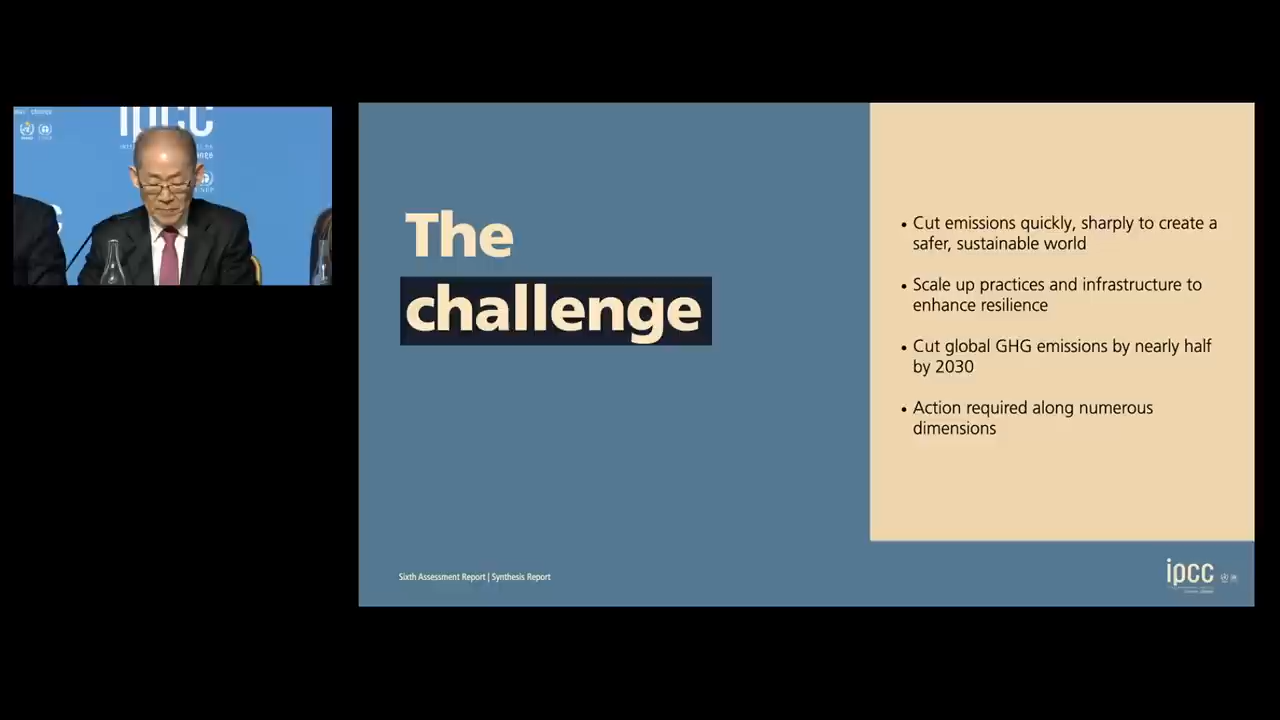 ipcc
The
challenge
• Cut emissions quickly, sharply to create a
safer, sustainable world
• Scale up practices and infrastructure to
enhance resilience
• Cut global GHG emissions by nearly half
by 2030
• Action required along numerous
dimensions
Sixth Assessment Report | Synthesis Report
ipcc